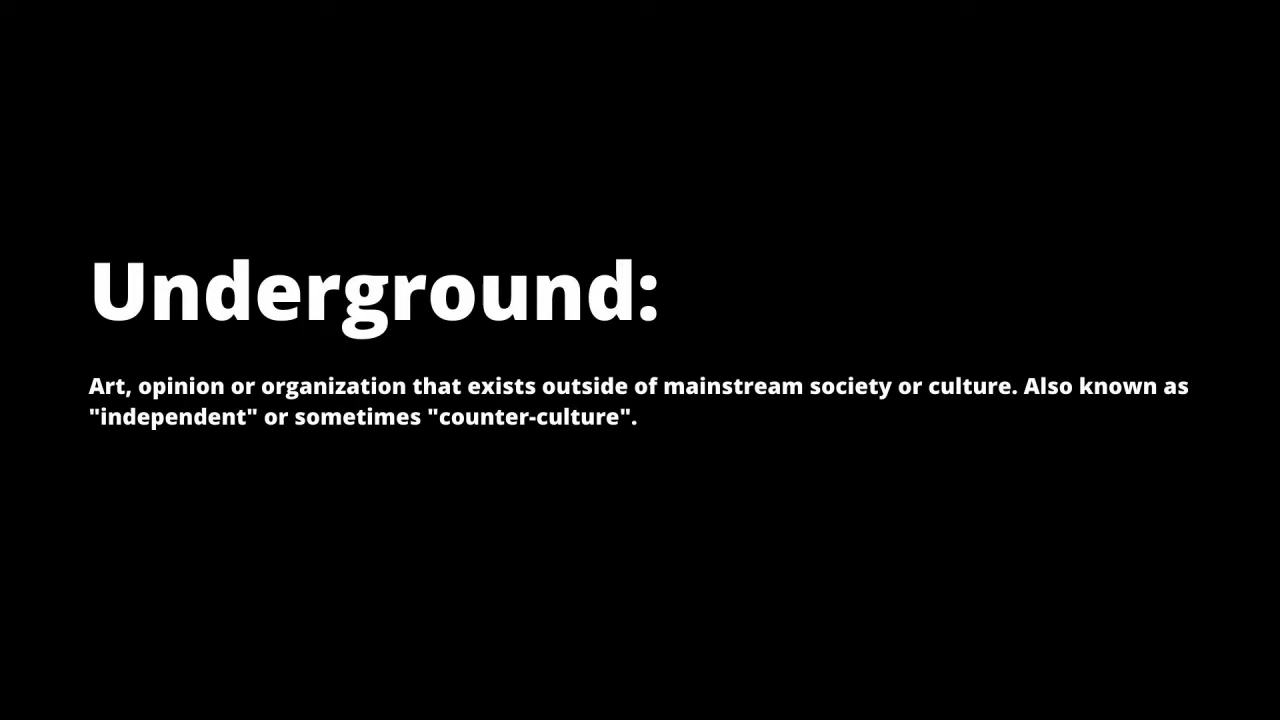 Underground:
Art, opinion or organization that exists outside of mainstream society or culture. Also known as
"independent" or sometimes "counter-culture".